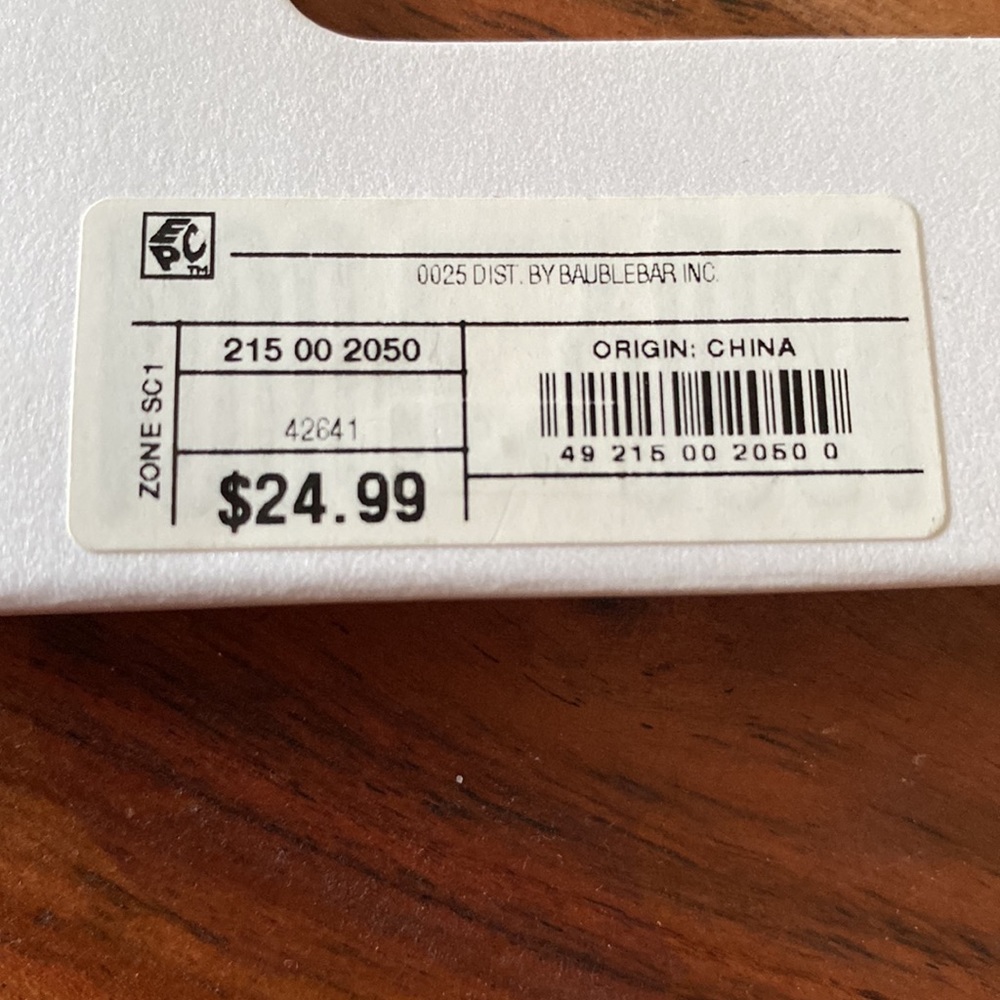 EPC TM
0025 DIST. BY BAUBLEBAR INC.
ZONE SC1
215 00 2050
42641
$24.99
ORIGIN: CHINA
49 215 00 2050 0